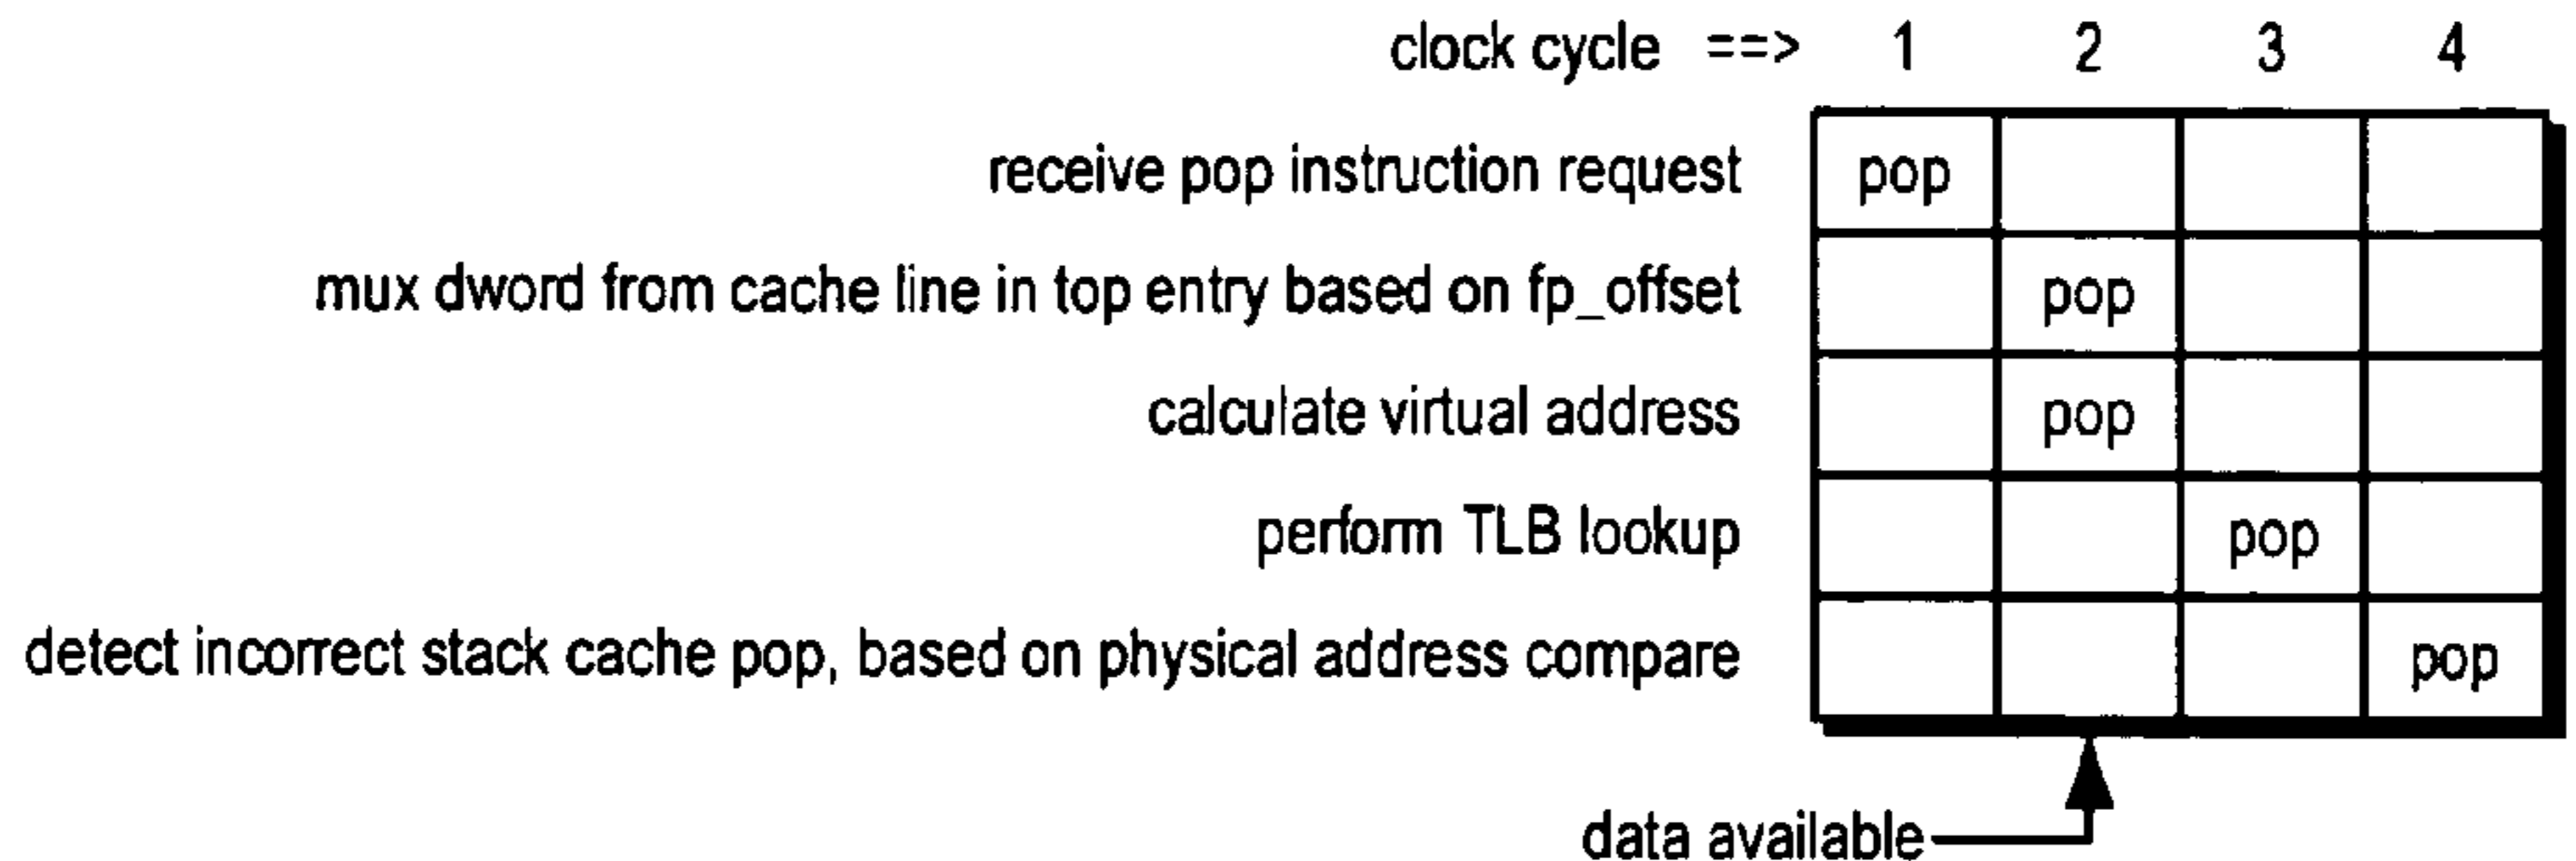 clock cycle ==> 1 2 3 4
receive pop instruction request pop
mux dword from cache line in top entry based on fp_offset pop
calculate virtual address pop
perform TLB lookup pop
detect incorrect stack cache pop, based on physical address compare pop
data available